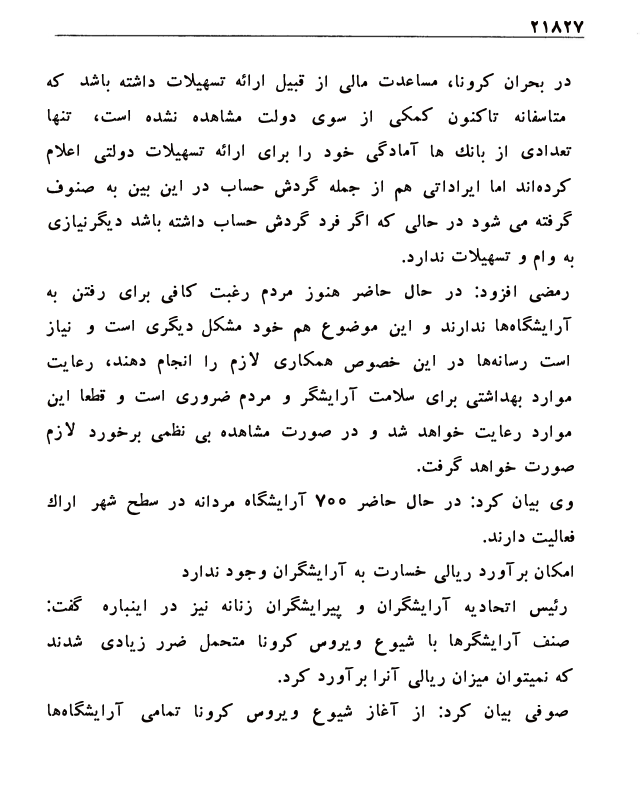 ۲۱۸۲۷
در بحران کرونا، مساعدت مالی از قبیل ارائه تسهیلات داشته باشد که
متاسفانه تاکنون کمکی از سوی دولت مشاهده نشده است، تنها
تعدادی از بانك ها آمادگی خود را برای ارائه تسهیلات دولتی اعلام
کرده‌اند اما ایراداتی هم از جمله گردش حساب در این بین به صنوف
گرفته می شود در حالی که اگر فرد گردش حساب داشته باشد دیگرنیازی
به وام و تسهیلات ندارد.
رمضی افزود: در حال حاضر هنوز مردم رغبت کافی برای رفتن به
آرایشگاه‌ها ندارند و این موضوع هم خود مشکل دیگری است و نیاز
است رسانه‌ها در این خصوص همکاری لازم را انجام دهند، رعایت
موارد بهداشتی برای سلامت آرایشگر و مردم ضروری است و قطعا این
موارد رعایت خواهد شد و در صورت مشاهده بی نظمی برخورد لازم
صورت خواهد گرفت.
وی بیان کرد: در حال حاضر ۷۰۰ آرایشگاه مردانه در سطح شهر اراك
فعالیت دارند.
امکان برآورد ریالی خسارت به آرایشگران وجود ندارد
رئیس اتحادیه آرایشگران و پیرایشگران زنانه نیز در اینباره گفت:
صنف آرایشگرها با شیوع ویروس کرونا متحمل ضرر زیادی شدند
که نمیتوان میزان ریالی آنرا برآورد کرد.
صوفی بیان کرد: از آغاز شیوع ویروس کرونا تمامی آرایشگاه‌ها